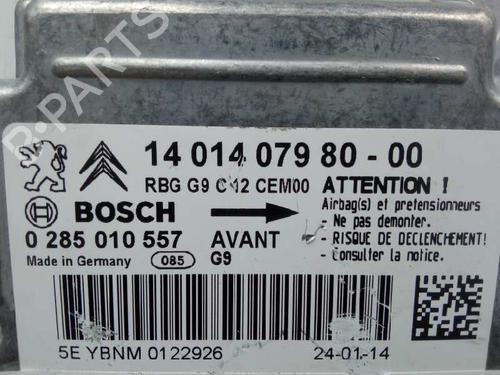 14 014 079 80 - 00
RBG G9 C 12 CEM00
ATTENTION !
BOSCH
Airbag(s) et pretensionneurs
- Ne pas demonter.
0 285 010 557
AVANT
- RISQUE DE DECLENCHEMENT!
Made in Germany
085
G9
- Consulter la notice.
5E YBNM 0122926
24-01-14
B-PARTS